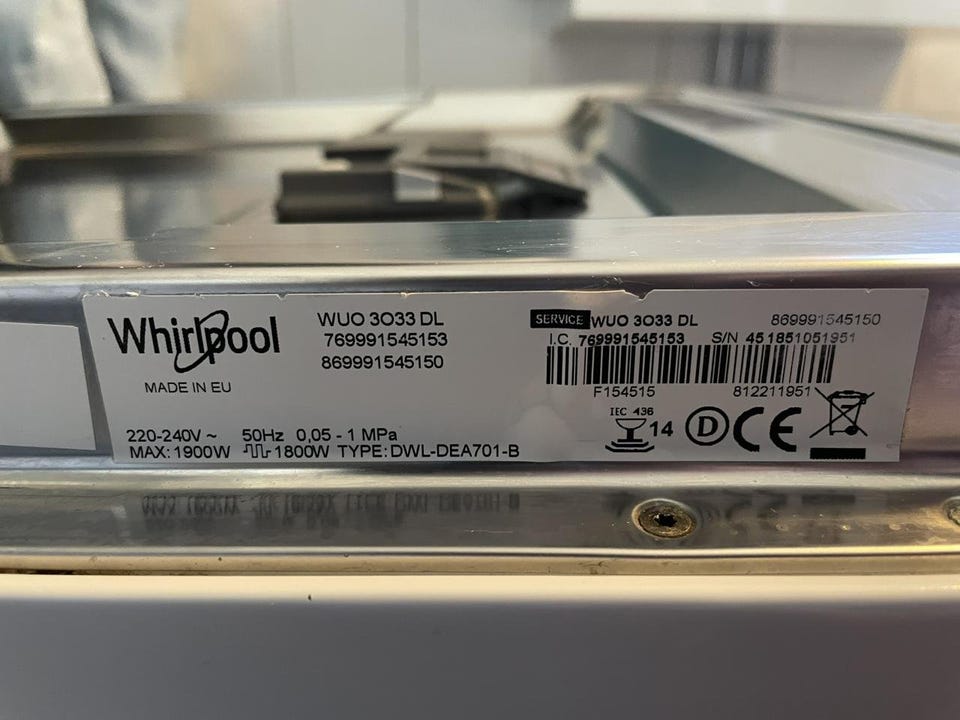 Whirlpool
MADE IN EU
WUO 3O33 DL
769991545153
869991545150
220-240V ~ 50Hz 0,05 - 1 MPa
MAX: 1900W 1800W TYPE: DWL-DEA701-B
SERVICE WUO 3O33 DL 869991545150
I.C. 769991545153 S/N 451851051951
F154515 812211951
IEC 436
14 D CE